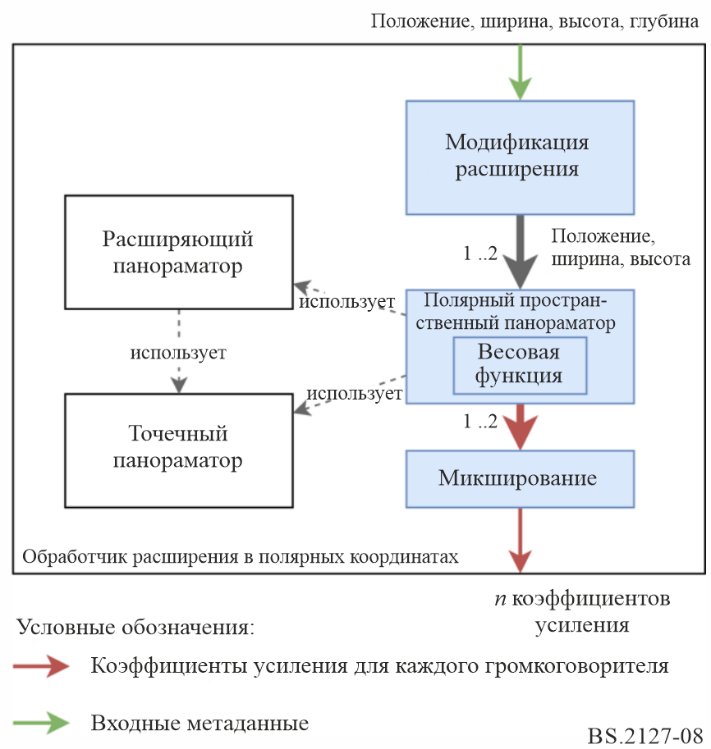 Положение, ширина, высота, глубина
Модификация
расширения
Расширяющий
панораматор
1 ..2
Положение,
ширина, высота
использует
Полярный простран-
ственный панораматор
Весовая
функция
использует
использует
Точечный
панораматор
1 ..2
Микширование
Обработчик расширения в полярных координатах
n коэффициентов
усиления
Условные обозначения:
Коэффициенты усиления для каждого громкоговорителя
Входные метаданные
BS.2127-08